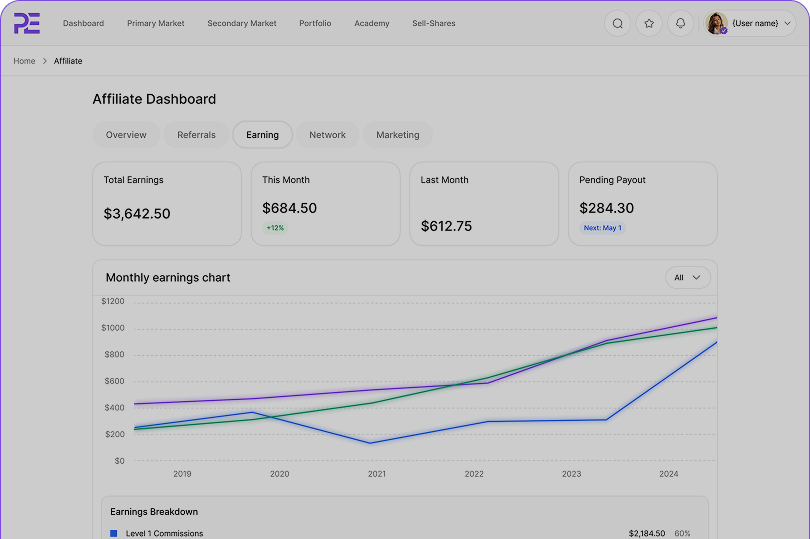 PE
Dashboard Primary Market Secondary Market Portfolio Academy Sell-Shares {User name}
Home > Affiliate
Affiliate Dashboard
Overview Referrals Earning Network Marketing
Total Earnings This Month Last Month Pending Payout
$3,642.50 $684.50 $612.75 $284.30
+12% Next: May 1
Monthly earnings chart All
$1200
$1000
$800
$600
$400
$200
$0
2019 2020 2021 2022 2023 2024
Earnings Breakdown
Level 1 Commissions $2,184.50 60%